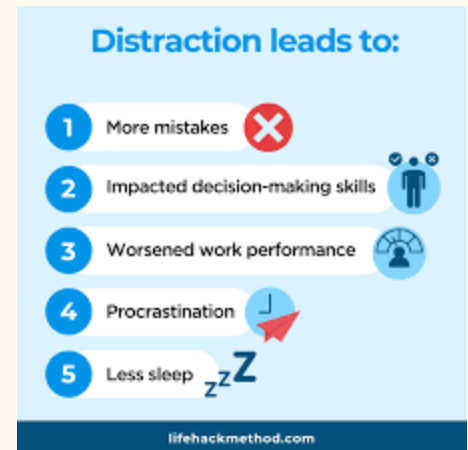 Distraction leads to:
1 More mistakes
2 Impacted decision-making skills
3 Worsened work performance
4 Procrastination
5 Less sleep zzZ
lifehackmethod.com